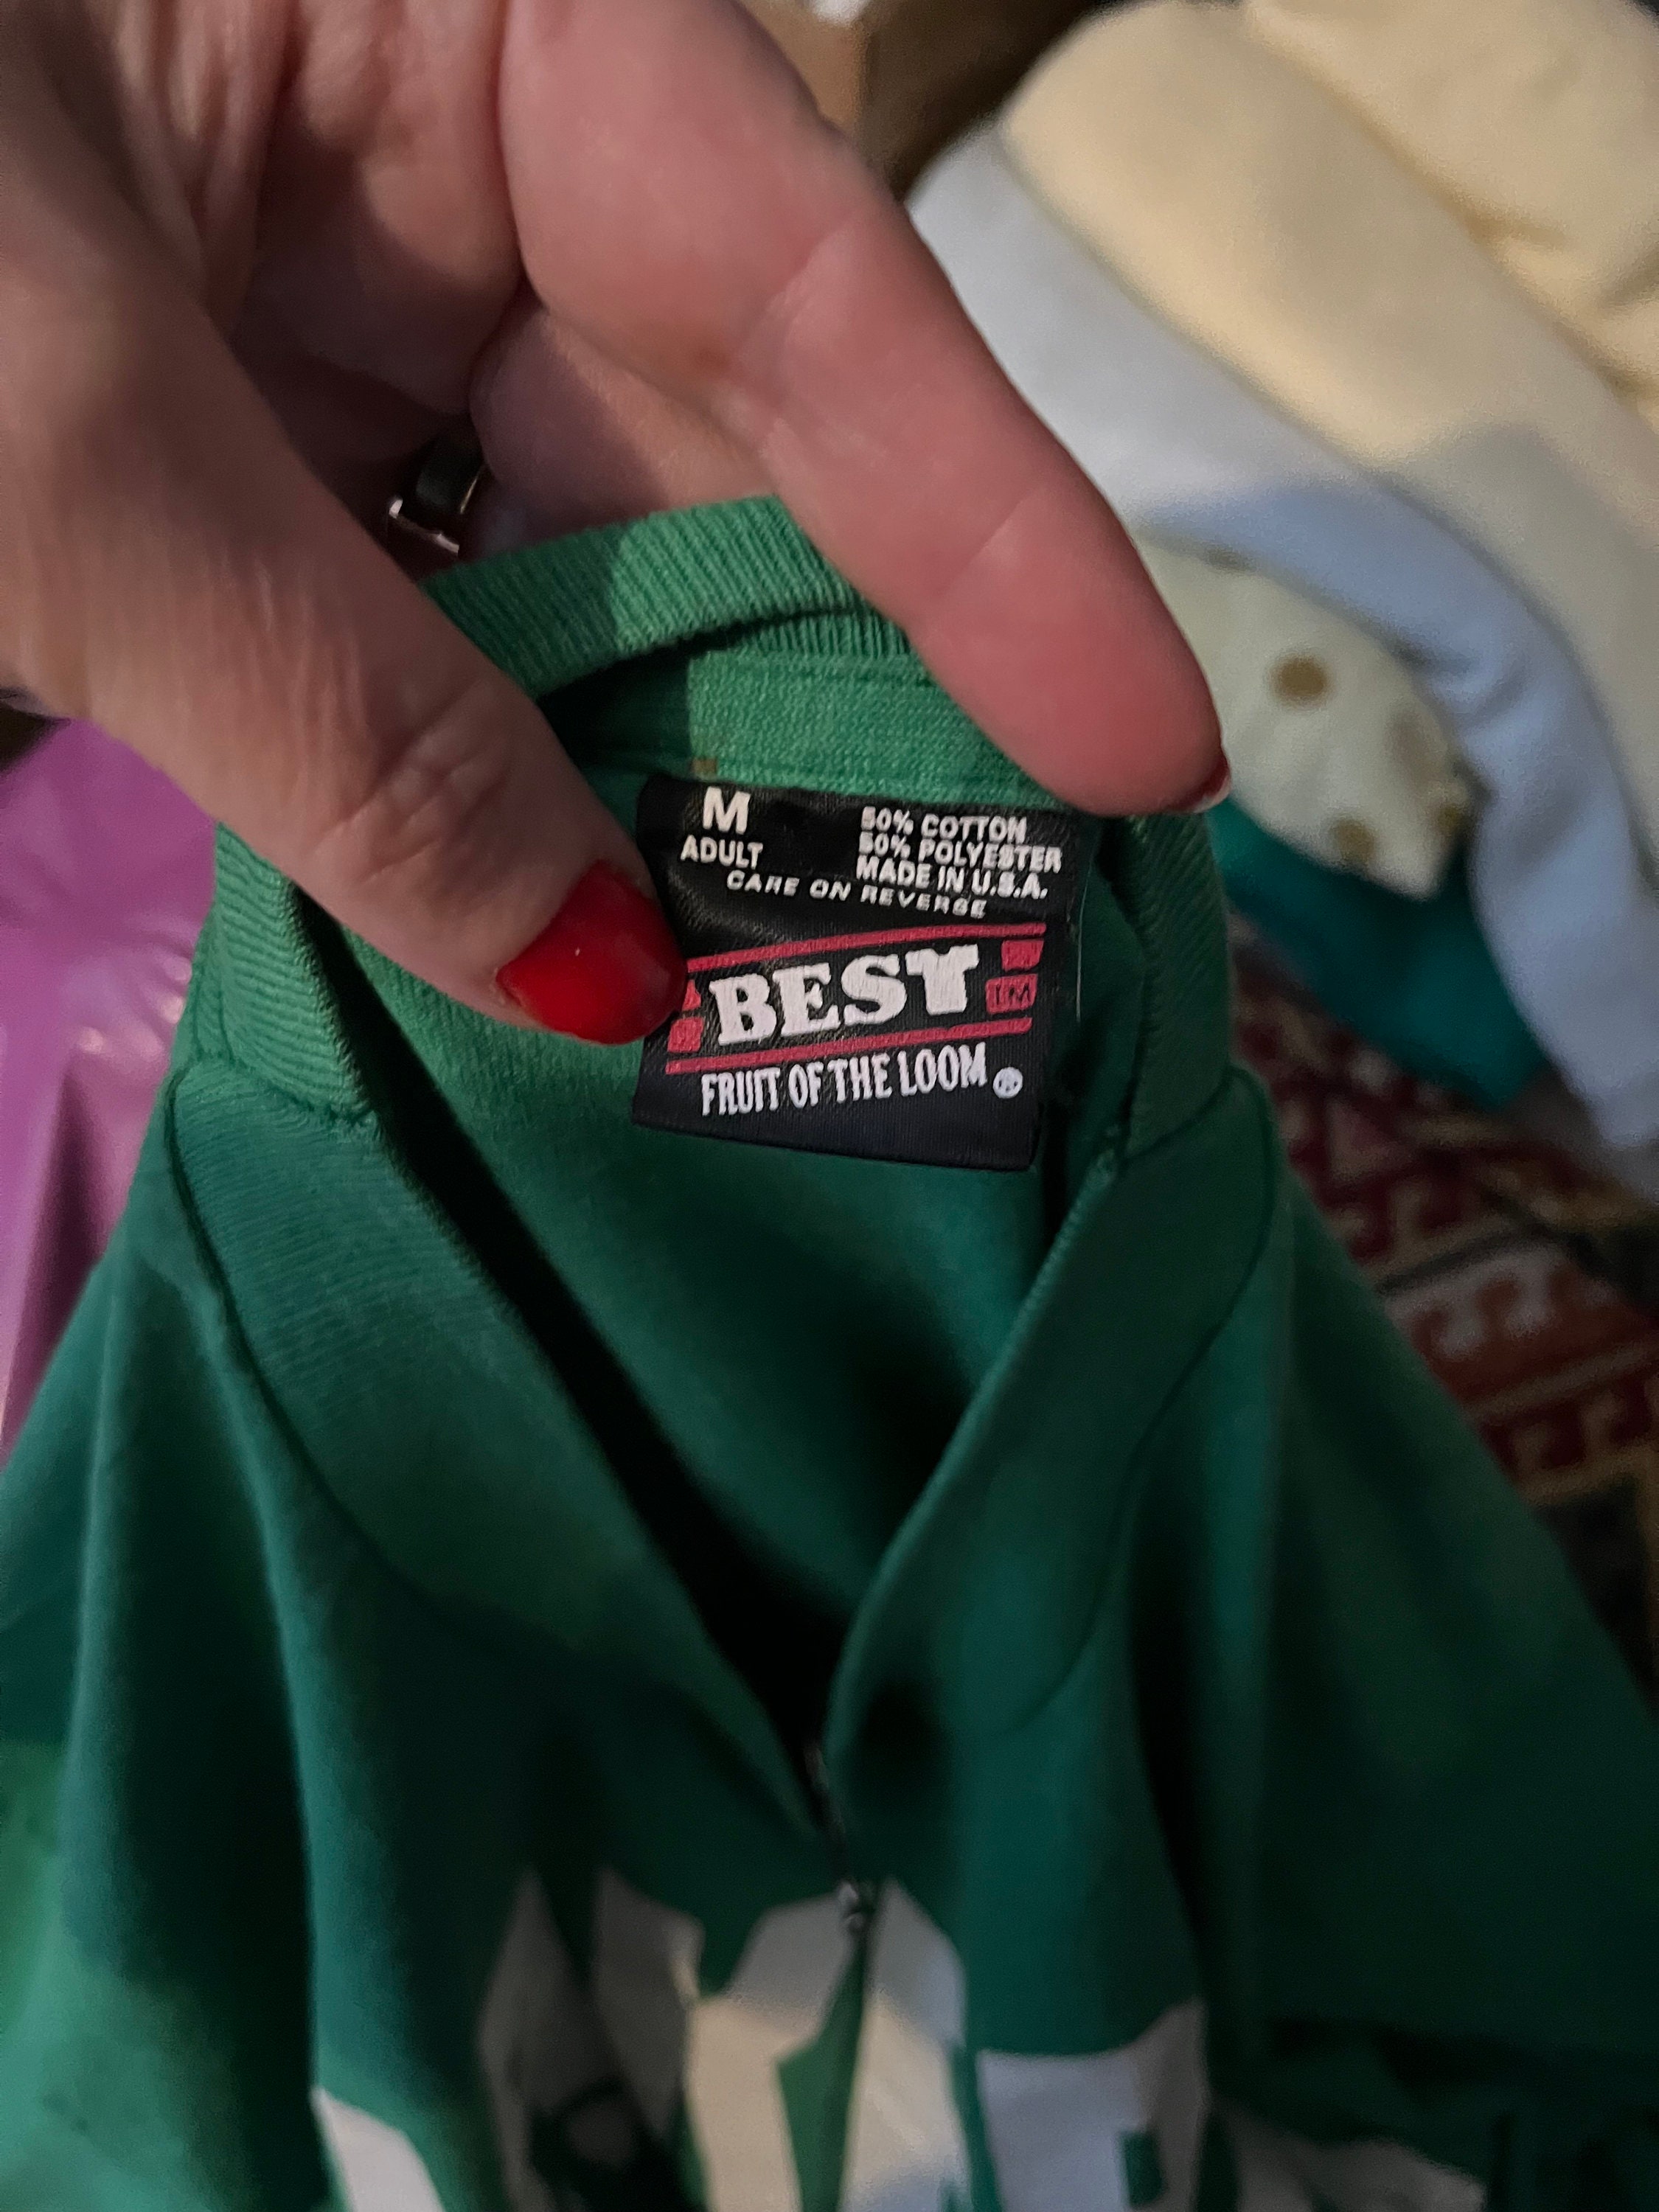 M
ADULT
50% COTTON
50% POLYESTER
MADE IN U.S.A.
CARE ON REVERSE
BEST
TM
FRUIT OF THE LOOM ®